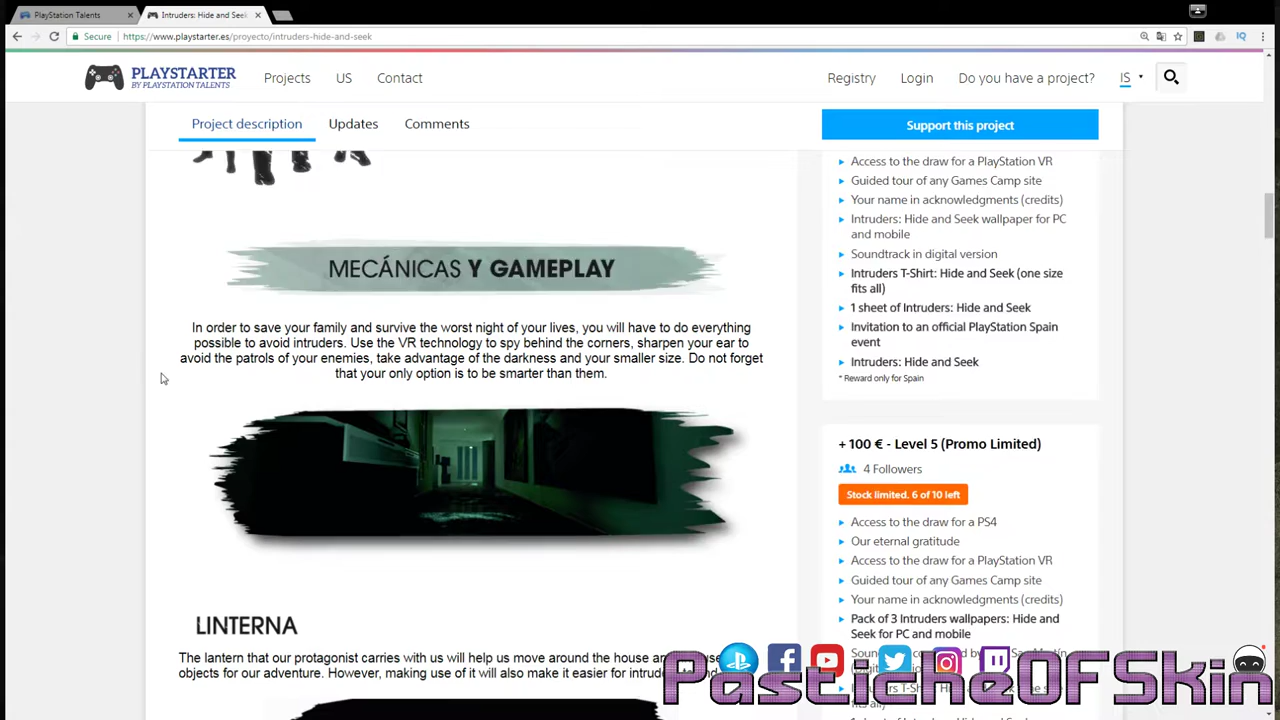 PlayStation Talents
Intruders: Hide and Seek
Secure
https://www.playstarter.es/proyecto/intruders-hide-and-seek
PLAYSTARTER
BY PLAYSTATION TALENTS
Projects
US
Contact
Registry
Login
Do you have a project?
IS
Project description
Updates
Comments
Support this project
MECÁNICAS Y GAMEPLAY
In order to save your family and survive the worst night of your lives, you will have to do everything
possible to avoid intruders. Use the VR technology to spy behind the corners, sharpen your ear to
avoid the patrols of your enemies, take advantage of the darkness and your smaller size. Do not forget
that your only option is to be smarter than them.
LINTERNA
The lantern that our protagonist carries with us will help us move around the house
objects for our adventure. However, making use of it will also make it easier for
Access to the draw for a PlayStation VR
Guided tour of any Games Camp site
Your name in acknowledgments (credits)
Intruders: Hide and Seek wallpaper for PC
and mobile
Soundtrack in digital version
Intruders T-Shirt: Hide and Seek (one size
fits all)
1 sheet of Intruders: Hide and Seek
Invitation to an official PlayStation Spain
event
Intruders: Hide and Seek
* Reward only for Spain
+ 100 € - Level 5 (Promo Limited)
4 Followers
Stock limited. 6 of 10 left
Access to the draw for a PS4
Our eternal gratitude
Access to the draw for a PlayStation VR
Guided tour of any Games Camp site
Your name in acknowledgments (credits)
Pack of 3 Intruders wallpapers: Hide and
Seek for PC and mobile
PasticheOFSkin